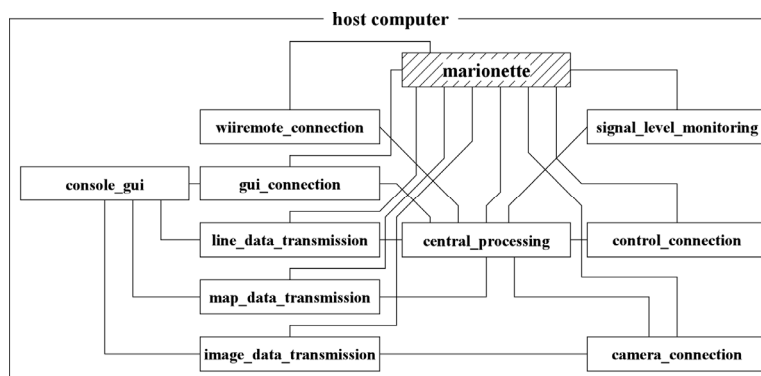 host computer
marionette
wiiremote_connection
signal_level_monitoring
console_gui
gui_connection
line_data_transmission
central_processing
control_connection
map_data_transmission
image_data_transmission
camera_connection